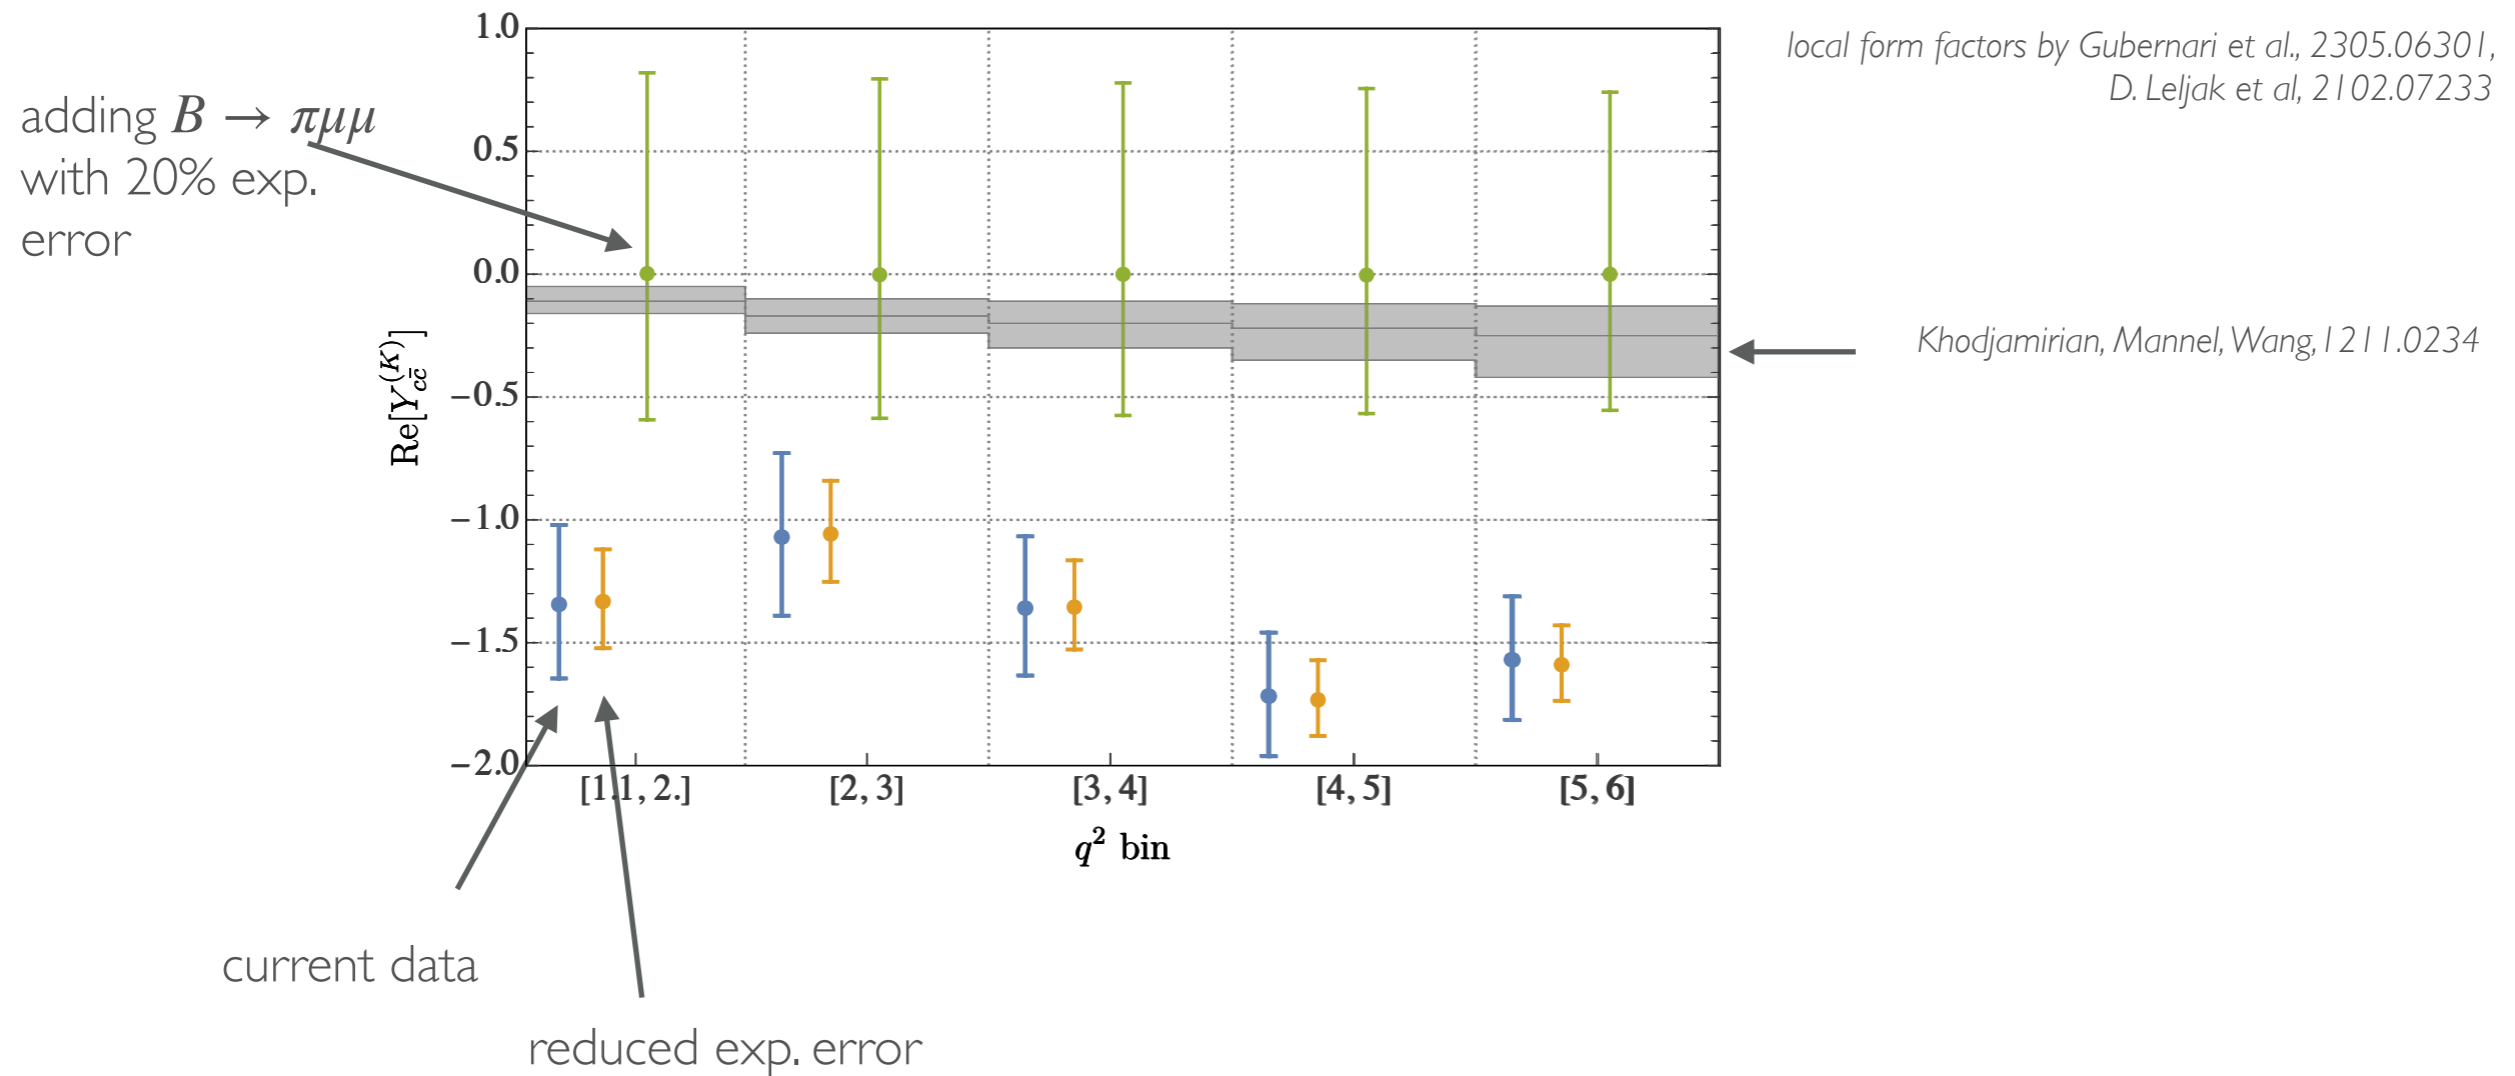 local form factors by Gubernari et al., 2305.06301,
D. Leljak et al, 2102.07233
adding B → πμμ
with 20% exp.
error
1.0
0.5
0.0
−0.5
−1.0
−1.5
−2.0
Re[Y_{cc̄}^{(K)}]
Khodjamirian, Mannel, Wang, 1211.0234
[1.1, 2.]
[2, 3]
[3, 4]
[4, 5]
[5, 6]
q² bin
current data
reduced exp. error